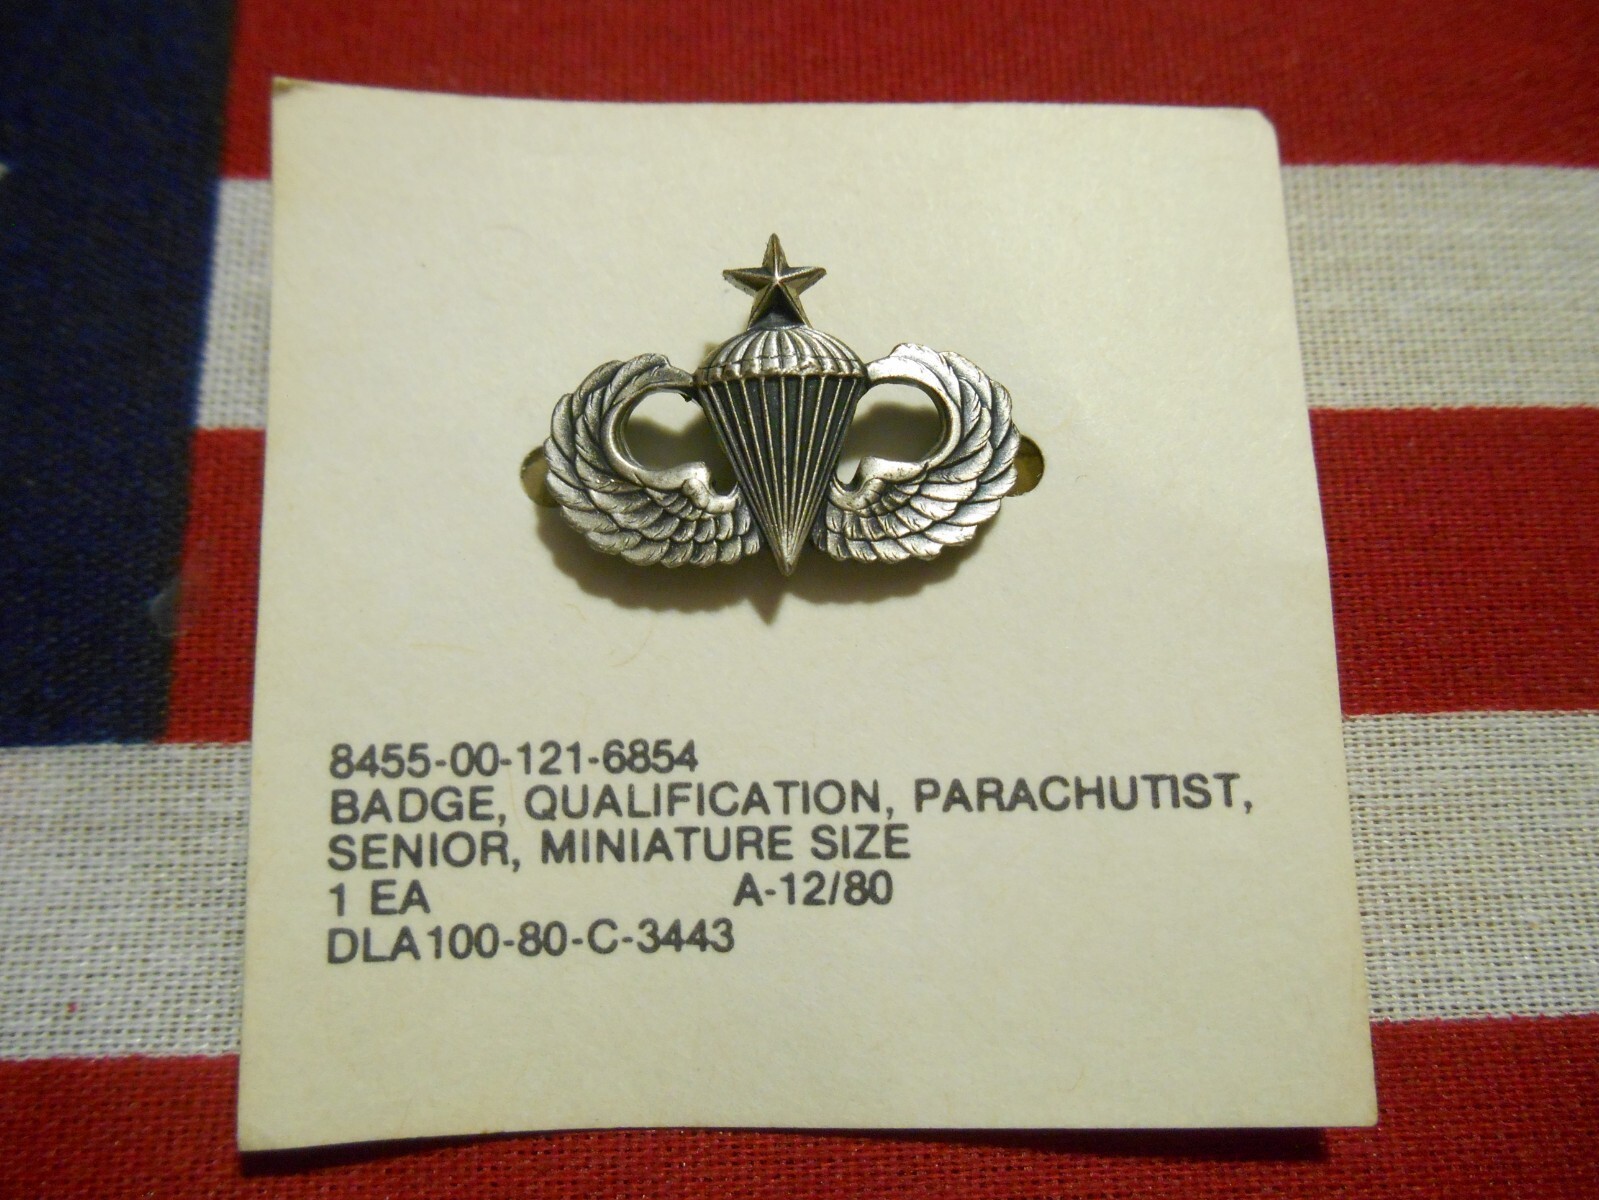 8455-00-121-6854
BADGE, QUALIFICATION, PARACHUTIST,
SENIOR, MINIATURE SIZE
1 EA A-12/80
DLA100-80-C-3443